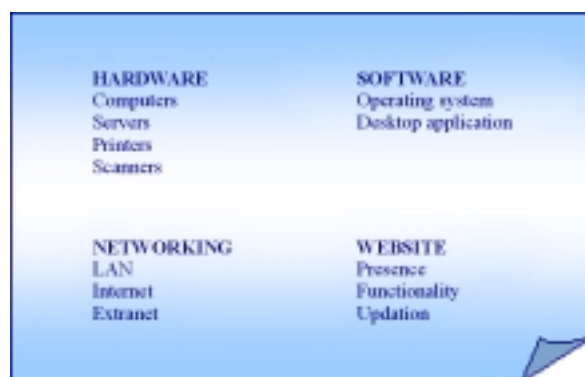 HARDWARE
Computers
Servers
Printers
Scanners
SOFTWARE
Operating system
Desktop application
NETWORKING
LAN
Internet
Extranet
WEBSITE
Presence
Functionality
Updation